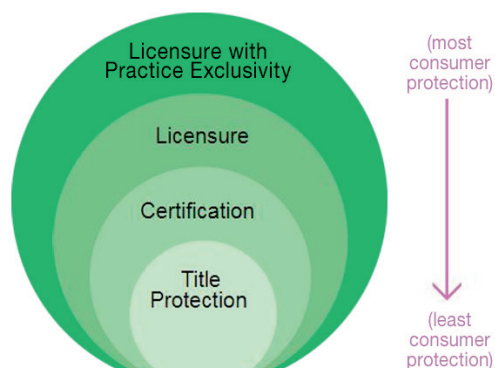 Licensure with
Practice Exclusivity
Licensure
Certification
Title
Protection
(most
consumer
protection)
(least
consumer
protection)